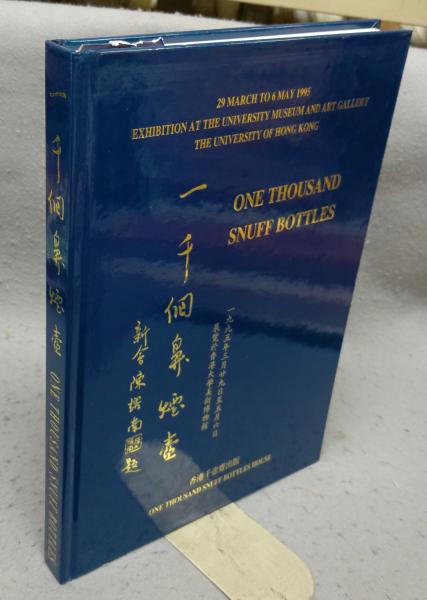 29 MARCH TO 6 MAY 1995
EXHIBITION AT THE UNIVERSITY MUSEUM AND ART GALLERY
THE UNIVERSITY OF HONG KONG
ONE THOUSAND
SNUFF BOTTLES
一千個鼻煙壺
一九九五年三月廿九日至五月六日
展覽於香港大學美術博物館
新會陳燿南
題
香港千壺齋出版
ONE THOUSAND SNUFF BOTTLES HOUSE
千個鼻煙壺 ONE THOUSAND SNUFF BOTTLES